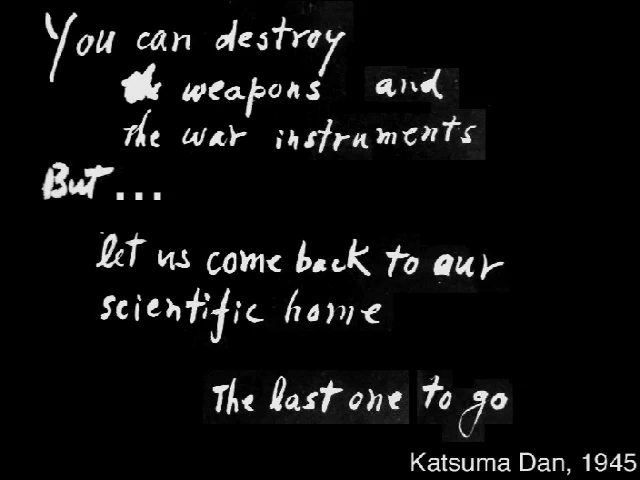 You can destroy
the weapons and
the war instruments
But...
let us come back to our
scientific home
The last one to go
Katsuma Dan, 1945